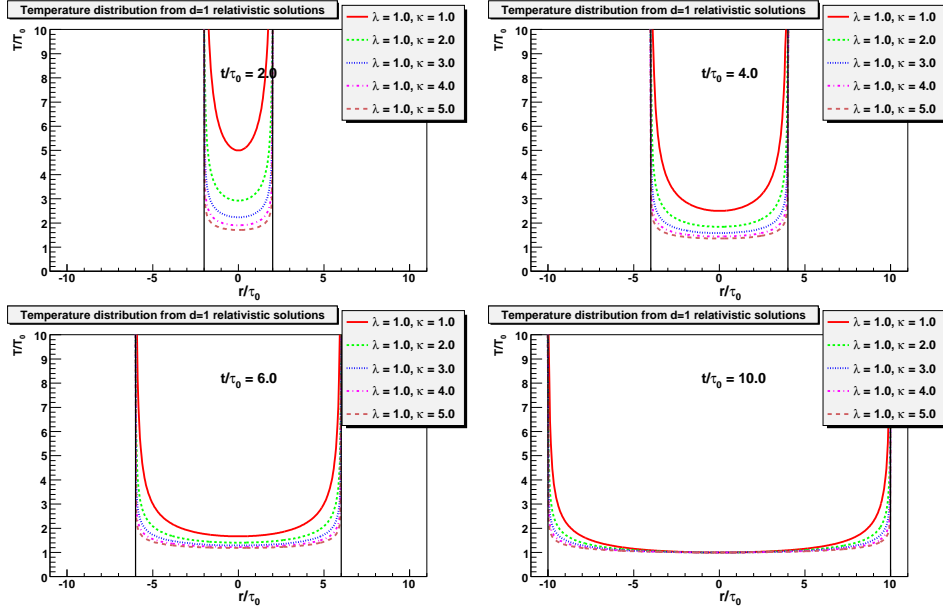 Temperature distribution from d=1 relativistic solutions
T/T₀
10
9
8
7
6
5
4
3
2
1
0
t/τ₀ = 2.0
λ = 1.0, κ = 1.0
λ = 1.0, κ = 2.0
λ = 1.0, κ = 3.0
λ = 1.0, κ = 4.0
λ = 1.0, κ = 5.0
-10 -5 0 5 10
r/τ₀
Temperature distribution from d=1 relativistic solutions
T/T₀
10
9
8
7
6
5
4
3
2
1
0
t/τ₀ = 4.0
λ = 1.0, κ = 1.0
λ = 1.0, κ = 2.0
λ = 1.0, κ = 3.0
λ = 1.0, κ = 4.0
λ = 1.0, κ = 5.0
-10 -5 0 5 10
r/τ₀
Temperature distribution from d=1 relativistic solutions
T/T₀
10
9
8
7
6
5
4
3
2
1
0
t/τ₀ = 6.0
λ = 1.0, κ = 1.0
λ = 1.0, κ = 2.0
λ = 1.0, κ = 3.0
λ = 1.0, κ = 4.0
λ = 1.0, κ = 5.0
-10 -5 0 5 10
r/τ₀
Temperature distribution from d=1 relativistic solutions
T/T₀
10
9
8
7
6
5
4
3
2
1
0
t/τ₀ = 10.0
λ = 1.0, κ = 1.0
λ = 1.0, κ = 2.0
λ = 1.0, κ = 3.0
λ = 1.0, κ = 4.0
λ = 1.0, κ = 5.0
-10 -5 0 5 10
r/τ₀